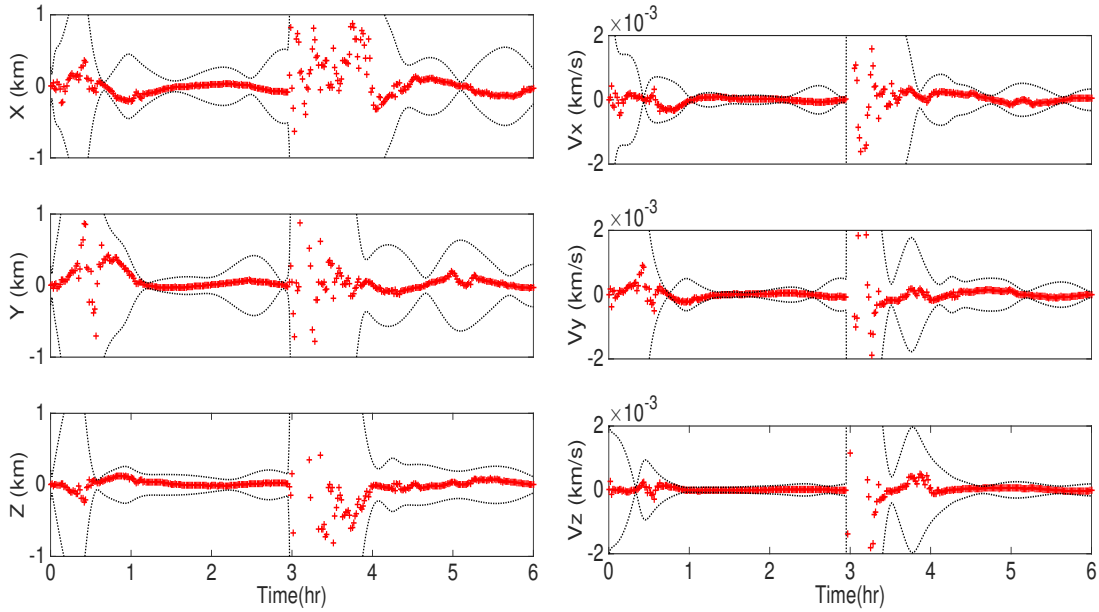 1
0
-1
X (km)
1
0
-1
Y (km)
1
0
-1
Z (km)
0 1 2 3 4 5 6
Time(hr)
×10⁻³
2
0
-2
Vx (km/s)
×10⁻³
2
0
-2
Vy (km/s)
×10⁻³
2
0
-2
Vz (km/s)
0 1 2 3 4 5 6
Time(hr)